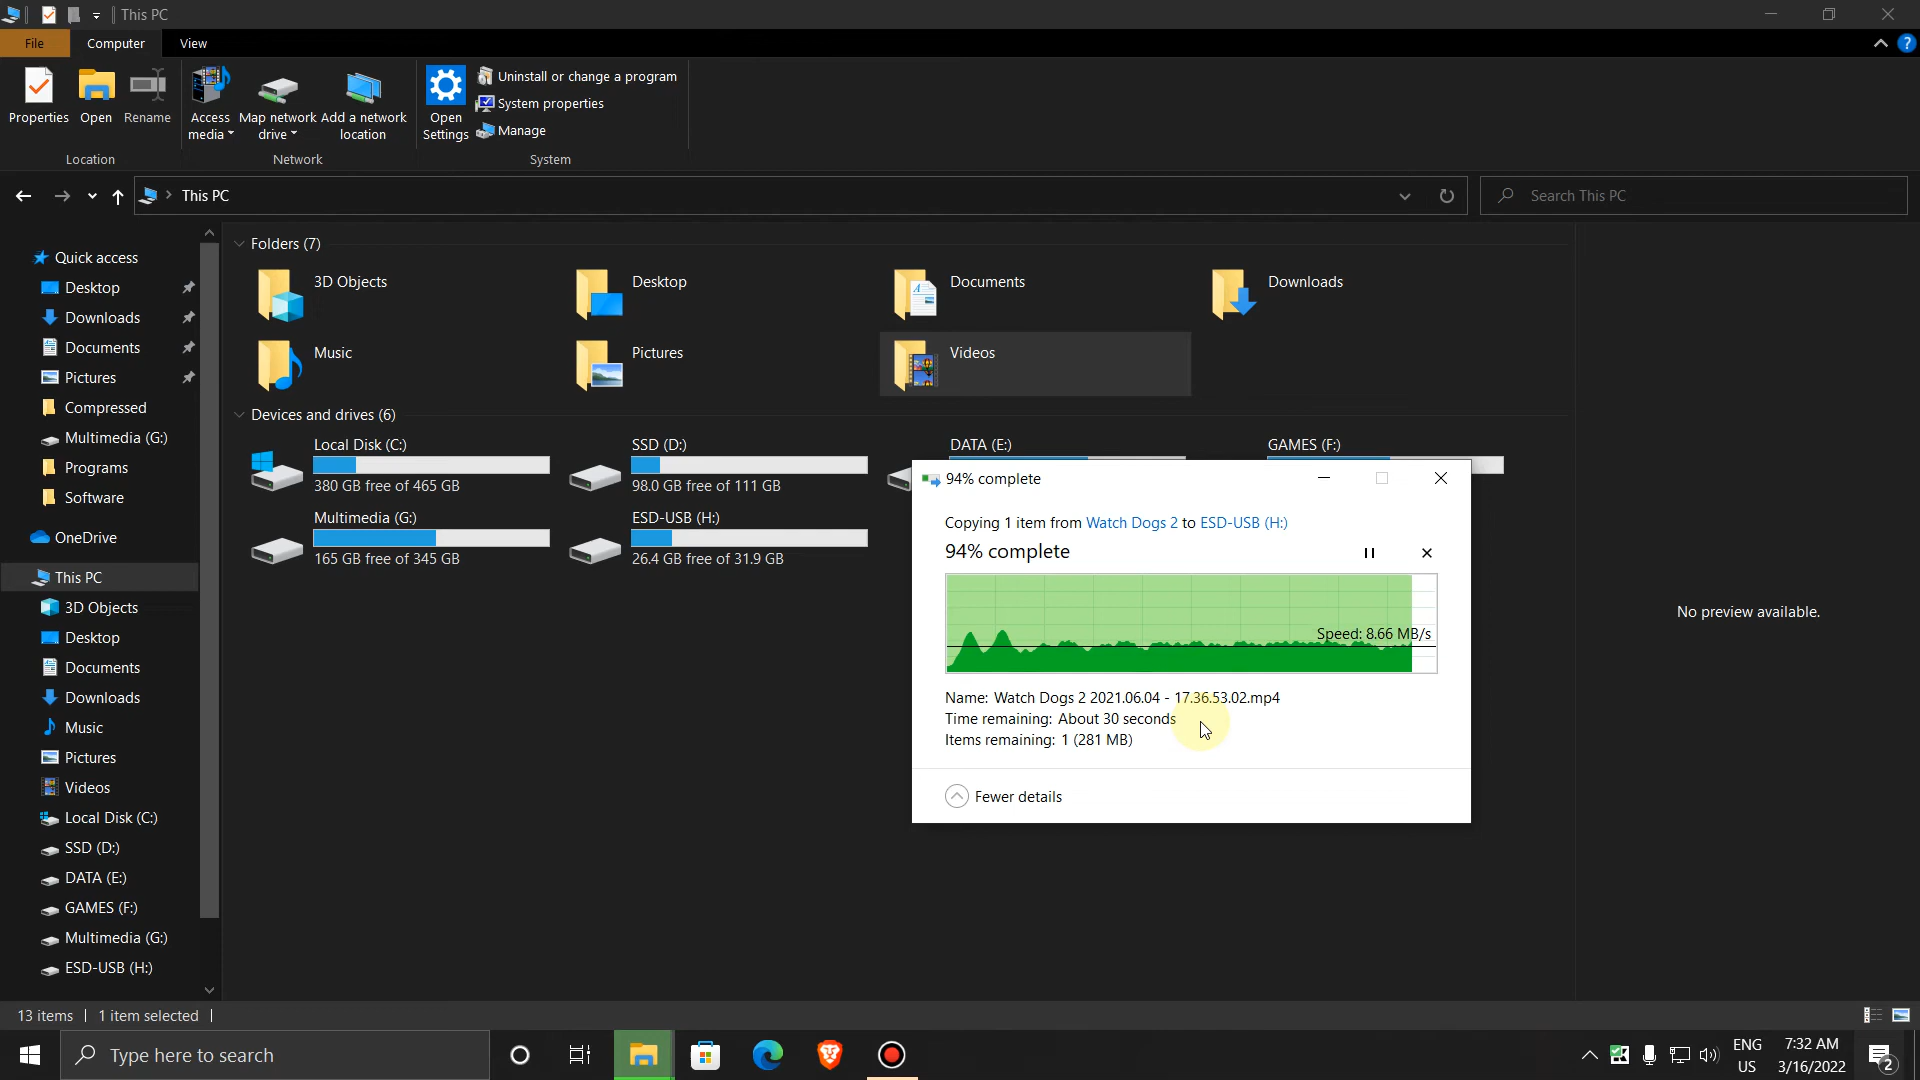 This PC
File
Computer
View
Properties
Open
Rename
Access media
Map network drive
Add a network location
Open Settings
Uninstall or change a program
System properties
Manage
Location
Network
System
This PC
Search This PC
Quick access
Desktop
Downloads
Documents
Pictures
Compressed
Multimedia (G:)
Programs
Software
OneDrive
This PC
3D Objects
Desktop
Documents
Downloads
Music
Pictures
Videos
Local Disk (C:)
SSD (D:)
DATA (E:)
GAMES (F:)
Multimedia (G:)
ESD-USB (H:)
Folders (7)
3D Objects
Desktop
Documents
Downloads
Music
Pictures
Videos
Devices and drives (6)
Local Disk (C:)
380 GB free of 465 GB
SSD (D:)
98.0 GB free of 111 GB
DATA (E:)
GAMES (F:)
Multimedia (G:)
165 GB free of 345 GB
ESD-USB (H:)
26.4 GB free of 31.9 GB
94% complete
Copying 1 item from Watch Dogs 2 to ESD-USB (H:)
94% complete
Speed: 8.66 MB/s
Name: Watch Dogs 2 2021.06.04 - 17.36.53.02.mp4
Time remaining: About 30 seconds
Items remaining: 1 (281 MB)
Fewer details
No preview available.
13 items
1 item selected
Type here to search
ENG
US
7:32 AM
3/16/2022
2